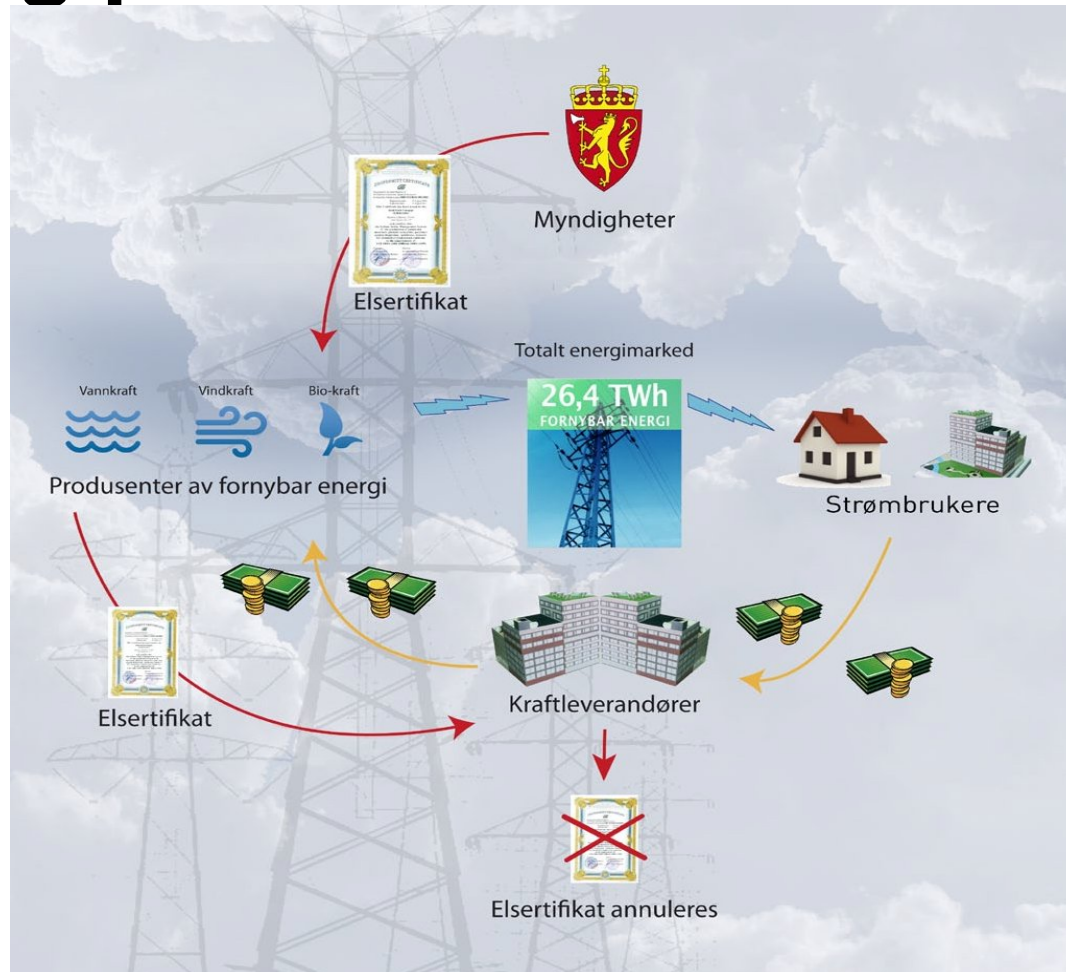 Myndigheter
Elsertifikat
Totalt energimarked
Vannkraft
Vindkraft
Bio-kraft
26,4 TWh
FORNYBAR ENERGI
Produsenter av fornybar energi
Strømbrukere
Elsertifikat
Kraftleverandører
Elsertifikat annuleres